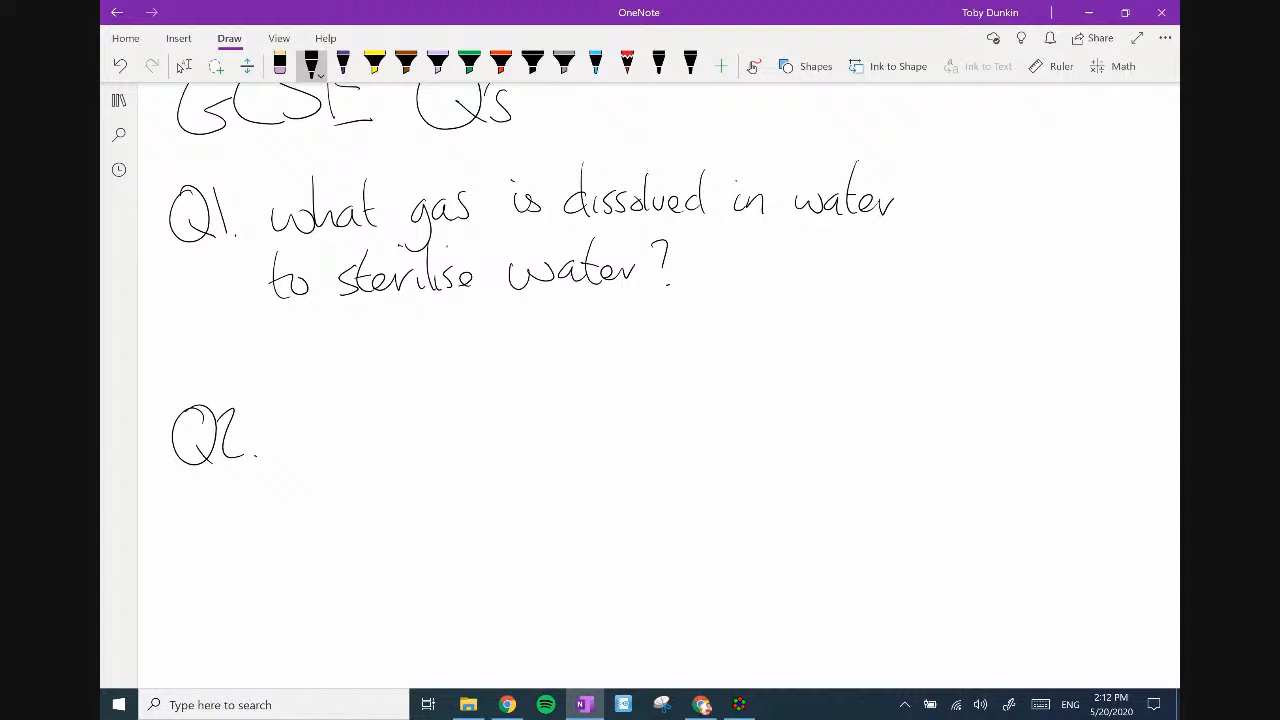 OneNote
Toby Dunkin
Home Insert Draw View Help
Share
Shapes Ink to Shape Ink to Text Ruler Math
GCSE Q's
Q1. what gas is dissolved in water
to sterilise water?
Q2.
Type here to search
ENG
2:12 PM
5/20/2020